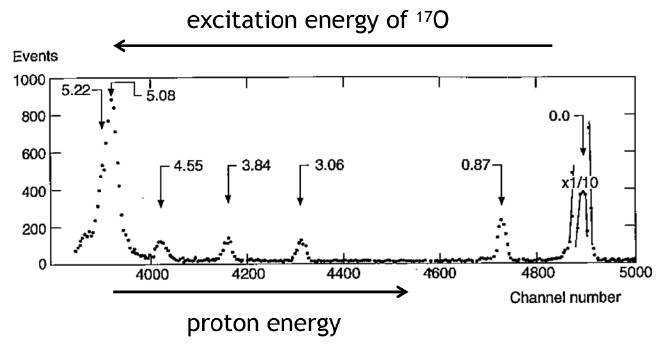 excitation energy of ¹⁷O
Events
1000
800
600
400
200
0
5.22
5.08
4.55
3.84
3.06
0.87
0.0
x1/10
4000 4200 4400 4600 4800 5000
Channel number
proton energy